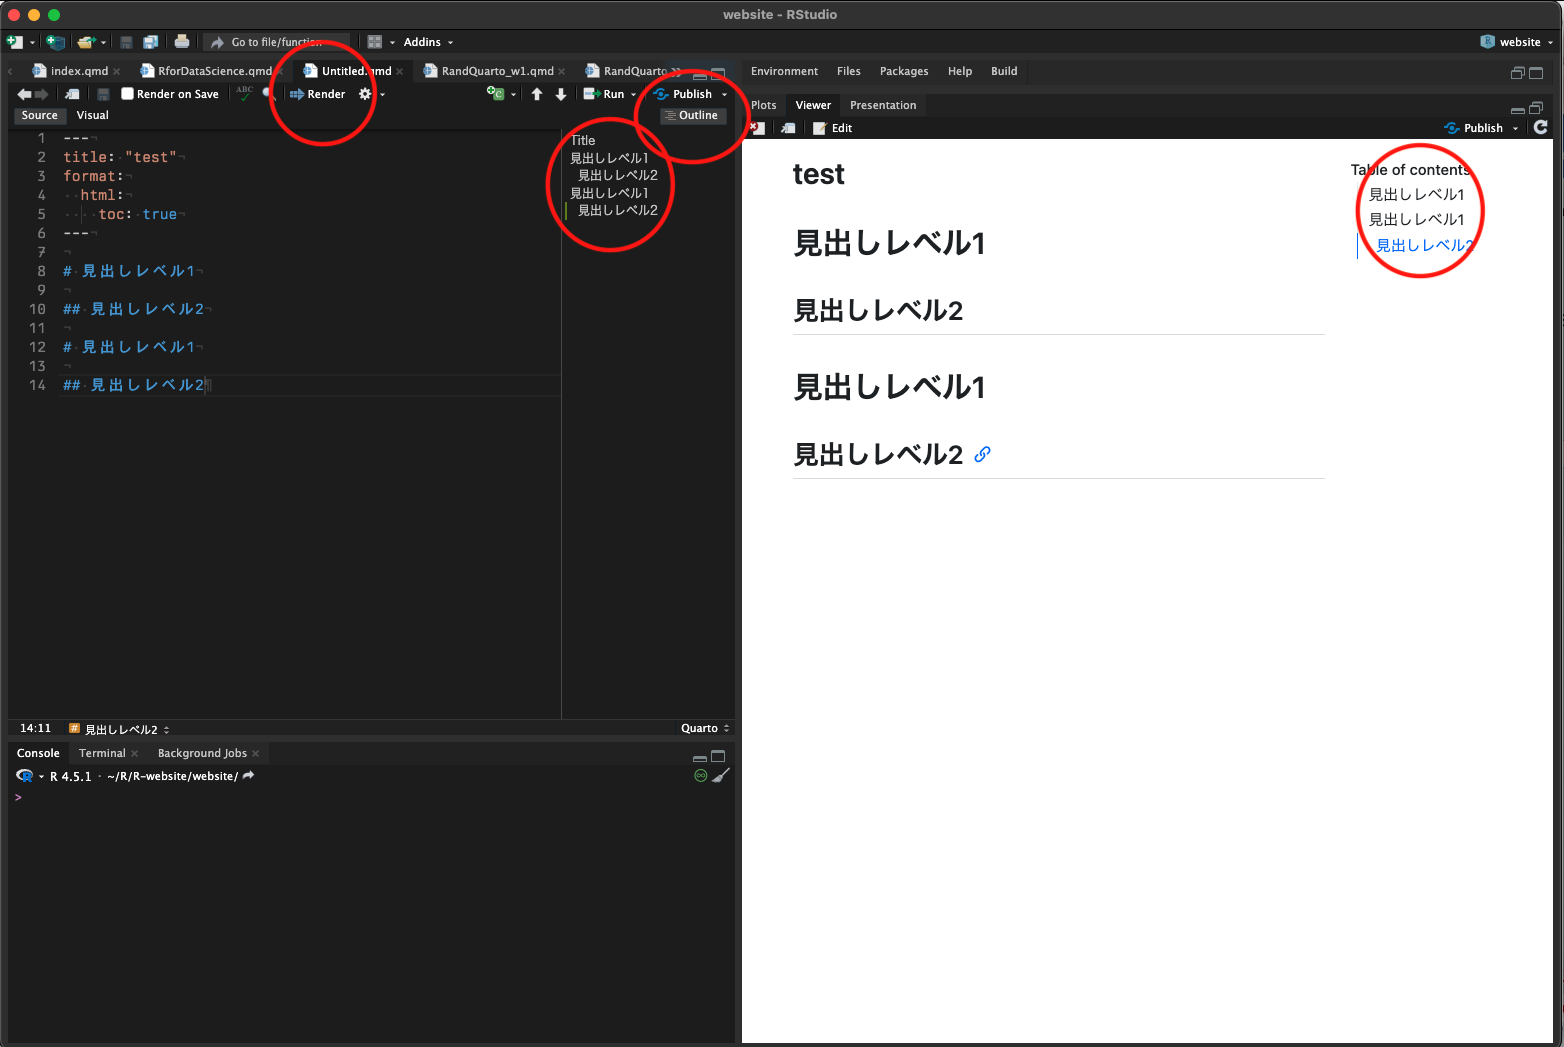 website - RStudio
Go to file/function
Addins
website
index.qmd
RforDataScience.qmd
Untitled.qmd
RandQuarto_w1.qmd
RandQuarto
Render on Save
ABC
Render
Run
Publish
Source
Visual
Outline
1 ---
2 title: "test"
3 format:
4 html:
5 toc: true
6 ---
7
8 # 見出しレベル1
9
10 ## 見出しレベル2
11
12 # 見出しレベル1
13
14 ## 見出しレベル2
Title
見出しレベル1
見出しレベル2
見出しレベル1
見出しレベル2
14:11
# 見出しレベル2
Quarto
Console
Terminal
Background Jobs
R 4.5.1 · ~/R/R-website/website/
>
Environment
Files
Packages
Help
Build
Plots
Viewer
Presentation
Edit
Publish
test
見出しレベル1
見出しレベル2
見出しレベル1
見出しレベル2
Table of contents
見出しレベル1
見出しレベル1
見出しレベル2